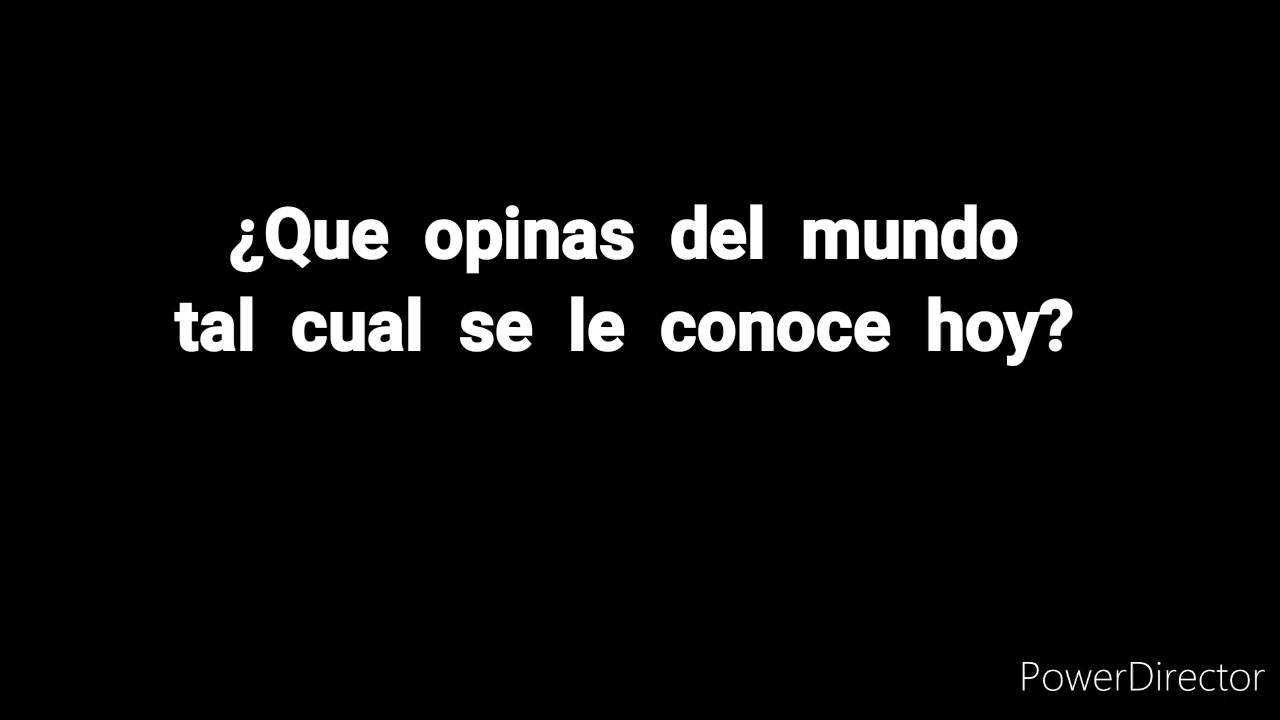 ¿Que opinas del mundo
tal cual se le conoce hoy?
PowerDirector